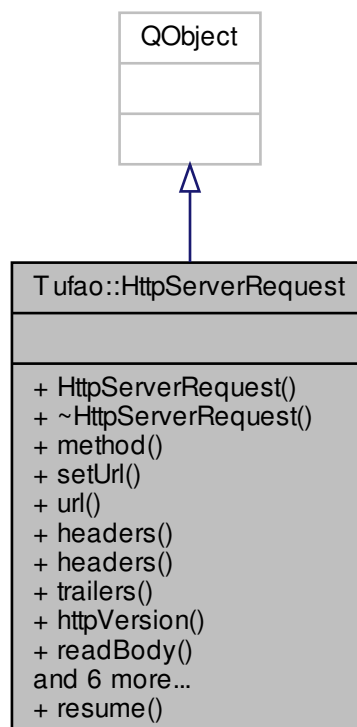 QObject
Tufao::HttpServerRequest
+ HttpServerRequest()
+ ~HttpServerRequest()
+ method()
+ setUrl()
+ url()
+ headers()
+ headers()
+ trailers()
+ httpVersion()
+ readBody()
and 6 more...
+ resume()